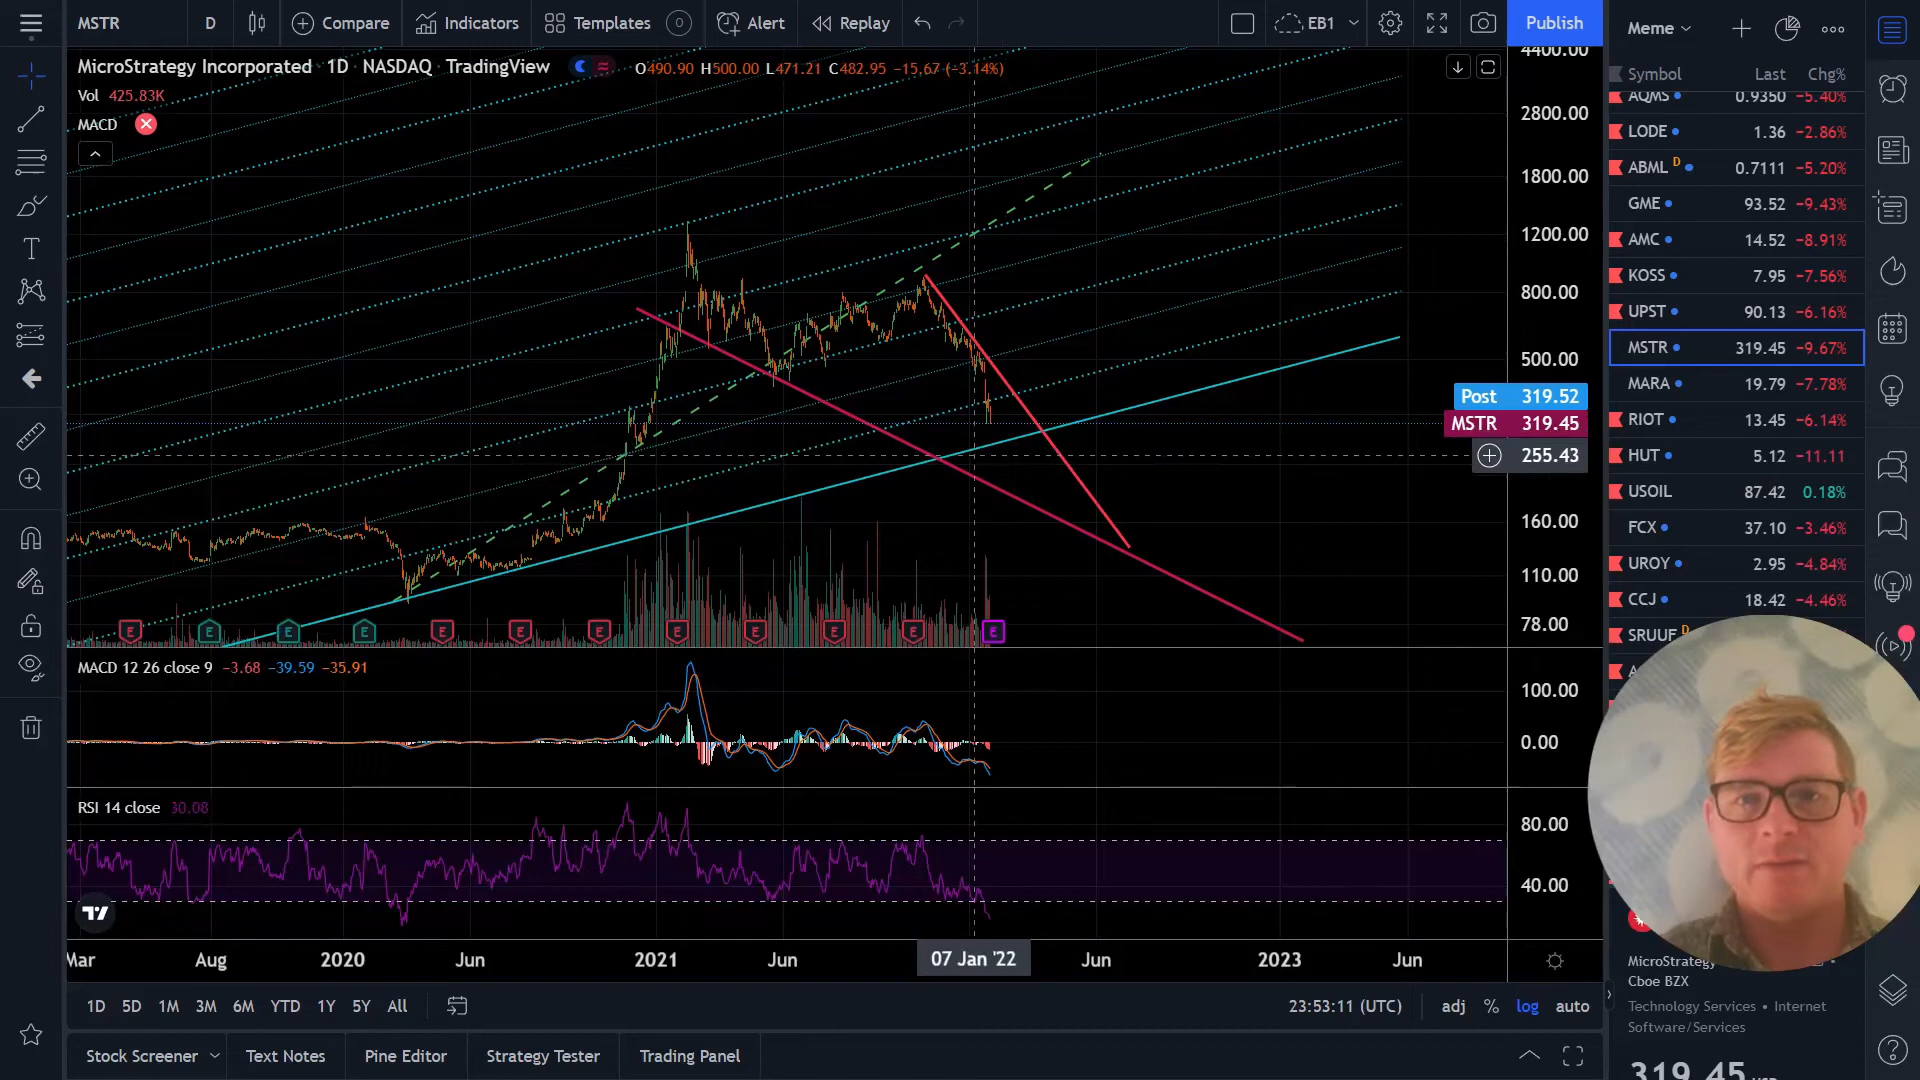 MSTR D Compare Indicators Templates Alert Replay EB1 Publish
MicroStrategy Incorporated · 1D · NASDAQ · TradingView O490.90 H500.00 L471.21 C482.95 −15.67 (−3.14%)
Vol 425.83K
MACD
4400.00
2800.00
1800.00
1200.00
800.00
500.00
Post 319.52
MSTR 319.45
255.43
160.00
110.00
78.00
E E E E E E E E E E E E
MACD 12 26 close 9 −3.68 −39.59 −35.91
100.00
0.00
RSI 14 close 30.08
80.00
40.00
Mar Aug 2020 Jun 2021 Jun 07 Jan '22 Jun 2023 Jun
1D 5D 1M 3M 6M YTD 1Y 5Y All 23:53:11 (UTC) adj % log auto
Stock Screener Text Notes Pine Editor Strategy Tester Trading Panel
Meme
Symbol Last Chg%
AQMS 0.9350 −5.40%
LODE 1.36 −2.86%
ABML D 0.7111 −5.20%
GME 93.52 −9.43%
AMC 14.52 −8.91%
KOSS 7.95 −7.56%
UPST 90.13 −6.16%
MSTR 319.45 −9.67%
MARA 19.79 −7.78%
RIOT 13.45 −6.14%
HUT 5.12 −11.11
USOIL 87.42 0.18%
FCX 37.10 −3.46%
UROY 2.95 −4.84%
CCJ 18.42 −4.46%
SRUUF D
MicroStrategy
Cboe BZX
Technology Services • Internet
Software/Services
319.45